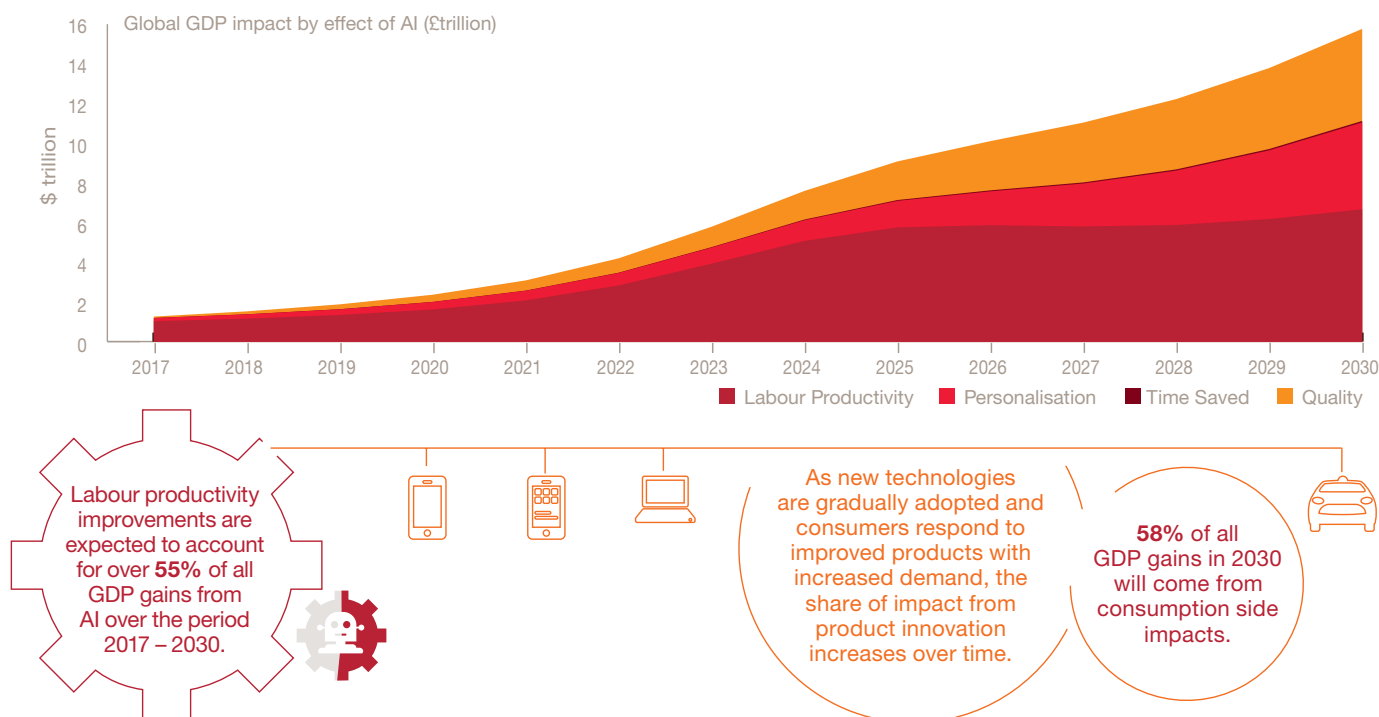 Global GDP impact by effect of AI (£trillion)
$ trillion
16
14
12
10
8
6
4
2
0
2017 2018 2019 2020 2021 2022 2023 2024 2025 2026 2027 2028 2029 2030
Labour Productivity Personalisation Time Saved Quality
Labour productivity
improvements are
expected to account
for over 55% of all
GDP gains from
AI over the period
2017 – 2030.
As new technologies
are gradually adopted and
consumers respond to
improved products with
increased demand, the
share of impact from
product innovation
increases over time.
58% of all
GDP gains in 2030
will come from
consumption side
impacts.